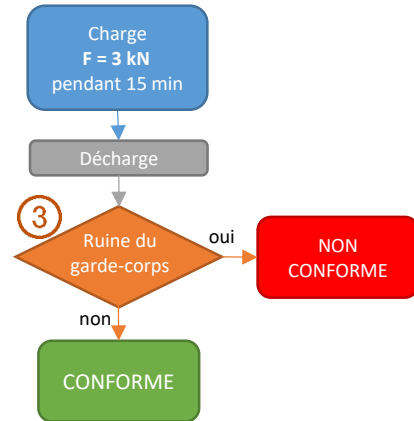 Charge
F = 3 kN
pendant 15 min
Décharge
3
Ruine du
garde-corps
oui
NON
CONFORME
non
CONFORME